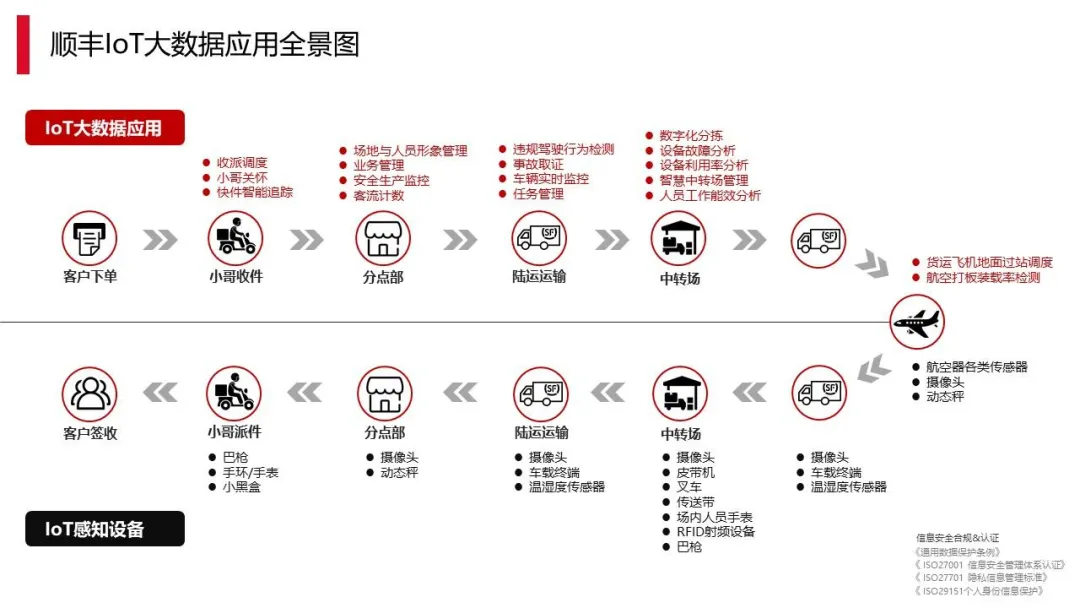 顺丰IoT大数据应用全景图
IoT大数据应用
收派调度
小哥关怀
快件智能追踪
场地与人员形象管理
业务管理
安全生产监控
客流计数
违规驾驶行为检测
事故取证
车辆实时监控
任务管理
数字化分拣
设备故障分析
设备利用率分析
智慧中转场管理
人员工作能效分析
SF
SF
客户下单
小哥收件
分点部
陆运运输
中转场
货运飞机地面过站调度
航空打板装载率检测
航空器各类传感器
摄像头
动态秤
SF
SF
客户签收
小哥派件
分点部
陆运运输
中转场
巴枪
手环/手表
小黑盒
摄像头
动态秤
摄像头
车载终端
温湿度传感器
摄像头
皮带机
叉车
传送带
场内人员手表
RFID射频设备
巴枪
摄像头
车载终端
温湿度传感器
IoT感知设备
信息安全合规&认证
《通用数据保护条例》
《 ISO27001 信息安全管理体系认证》
《 ISO27701 隐私信息管理标准》
《 ISO29151个人身份信息保护》